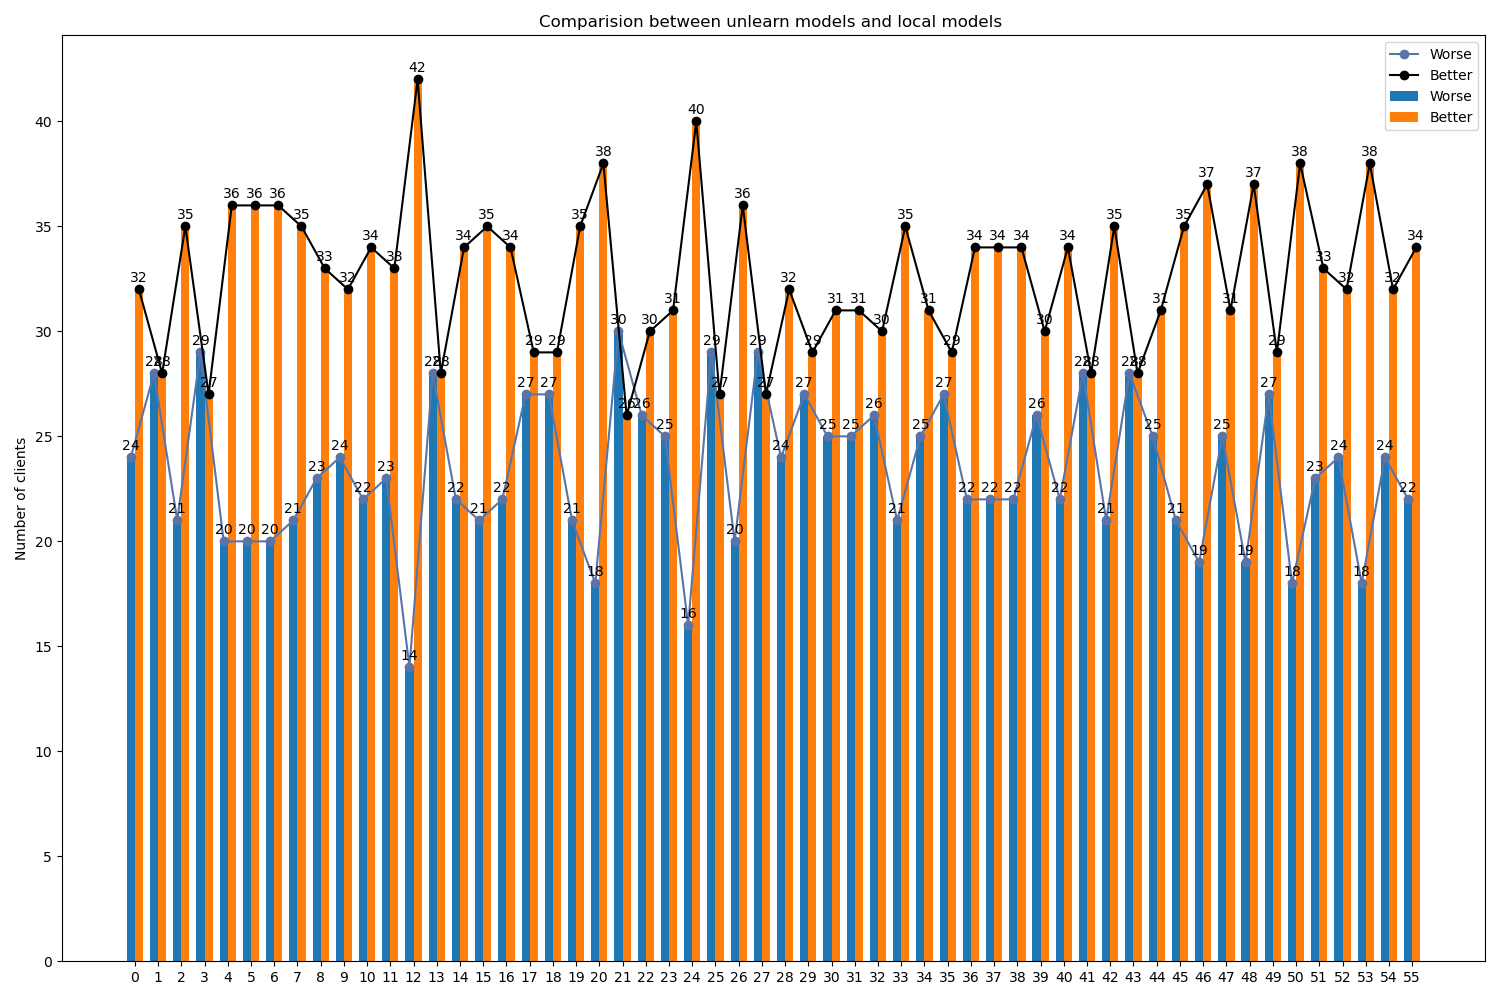 Comparision between unlearn models and local models
Worse
Better
Worse
Better
Number of clients
40
35
30
25
20
15
10
5
0
32 28 35 27 36 36 36 35 33 32 34 33 42 28 34 35 34 29 29 35 38 26 30 31 40 27 36 27 32 29 31 31 30 35 31 29 34 34 34 30 34 28 35 28 31 35 37 31 37 29 38 33 32 38 32 34
24 28 21 29 20 20 20 21 23 24 22 23 14 28 22 21 22 27 27 21 18 30 26 25 16 29 20 29 24 27 25 25 26 21 25 27 22 22 22 26 22 28 21 28 25 21 19 25 19 27 18 23 24 18 24 22
0 1 2 3 4 5 6 7 8 9 10 11 12 13 14 15 16 17 18 19 20 21 22 23 24 25 26 27 28 29 30 31 32 33 34 35 36 37 38 39 40 41 42 43 44 45 46 47 48 49 50 51 52 53 54 55